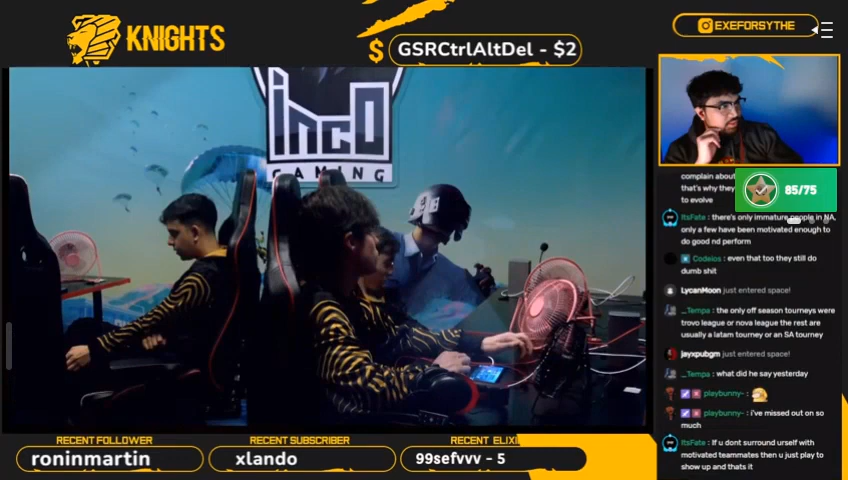 KNIGHTS
$ GSRCtrlAltDel - $2
EXEFORSYTHE
INCO
GAMING
complain about
that's why they
to evolve
85/75
ItsFate : there's only immature people in NA,
only a few have been motivated enough to
do good nd perform
Codeios : even that too they still do
dumb shit
LycanMoon just entered space!
_Tempa : the only off season tourneys were
trovo league or nova league the rest are
usually a latam tourney or an SA tourney
jayxpubgm just entered space!
_Tempa : what did he say yesterday
playbunny- :
playbunny- : i've missed out on so
much
ItsFate : If u dont surround urself with
motivated teammates then u just play to
show up and thats it
RECENT FOLLOWER
roninmartin
RECENT SUBSCRIBER
xlando
RECENT ELIXI
99sefvvv - 5